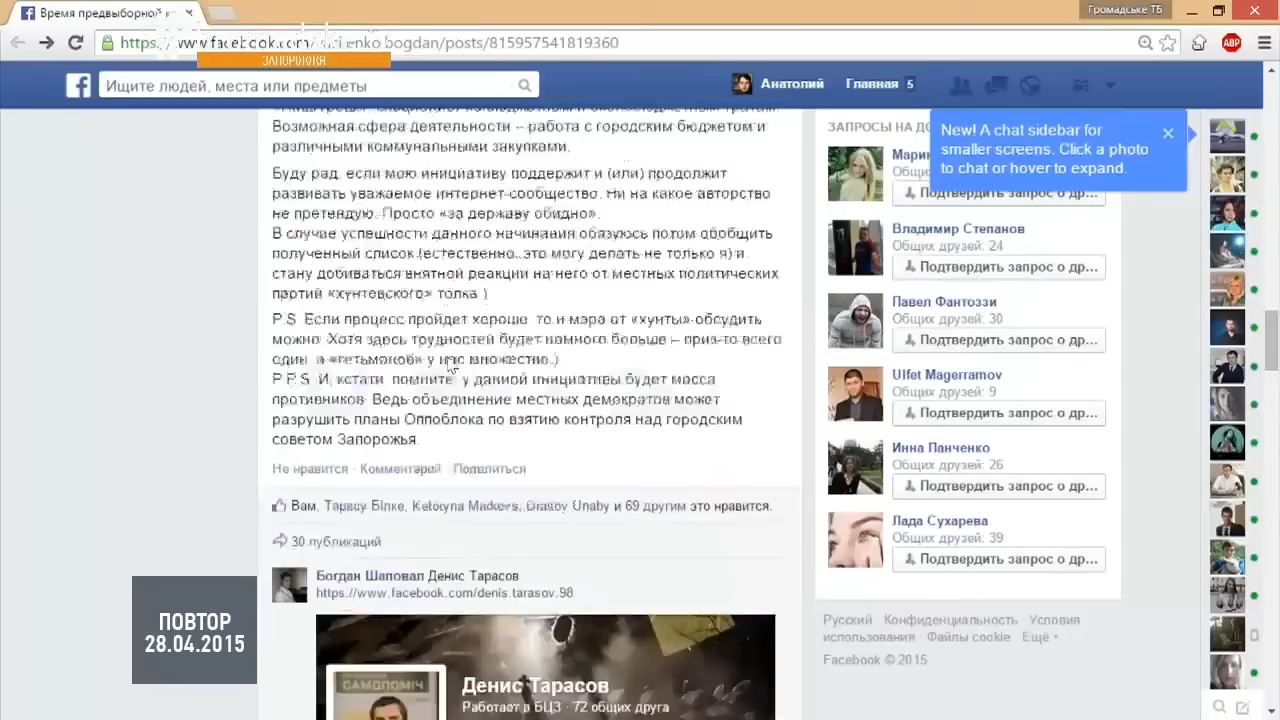 Время предвыборной
Громадське ТБ
https://www.facebook.com/
bogdan/posts/815957541819360
ЗАПОРІЖЖЯ
Ищите людей, места или предметы
Анатолий
Главная 5
Возможная сфера деятельности – работа с городским бюджетом и
различными коммунальными закупками.
Буду рад, если мою инициативу поддержит и (или) продолжит
развивать уважаемое интернет-сообщество. Ни на какое авторство
не претендую. Просто «за державу обидно».
В случае успешности данного начинания обязуюсь потом обобщить
полученный список (естественно, это могу делать не только я) и
стану добиваться внятной реакции на него от местных политических
партий «хунтовского» толка )
P.S. Если процесс пройдет хорошо, то и мэра от «хунты» обсудить
можно. Хотя здесь трудностей будет намного больше – приз-то всего
один, а «гетьманов» у нас множество.)
P.P.S. И, кстати, помните, у данной инициативы будет масса
противников. Ведь объединение местных демократов может
разрушить планы Оппоблока по взятию контроля над городским
советом Запорожья.
Не нравится · Комментарий · Поделиться
Вам, Тарасу Білке, Unaby и 69 другим это нравится.
30 публикаций
Богдан Шаповал Денис Тарасов
https://www.facebook.com/denis.tarasov.98
САМОПОМІЧ
Денис Тарасов
Работает в БЦЗ · 72 общих друга
ПОВТОР
28.04.2015
ЗАПРОСЫ НА ДО
New! A chat sidebar for
smaller screens. Click a photo
to chat or hover to expand.
Марин
Общи
Подтвердить запрос о др...
Владимир Степанов
Общих друзей: 24
Подтвердить запрос о др...
Павел Фантоззи
Общих друзей: 30
Подтвердить запрос о др...
Ulfet Magerramov
Общих друзей: 9
Подтвердить запрос о др...
Инна Панченко
Общих друзей: 26
Подтвердить запрос о др...
Лада Сухарева
Общих друзей: 39
Подтвердить запрос о др...
Русский Конфиденциальность Условия
использования Файлы cookie Ещё
Facebook © 2015
ABP